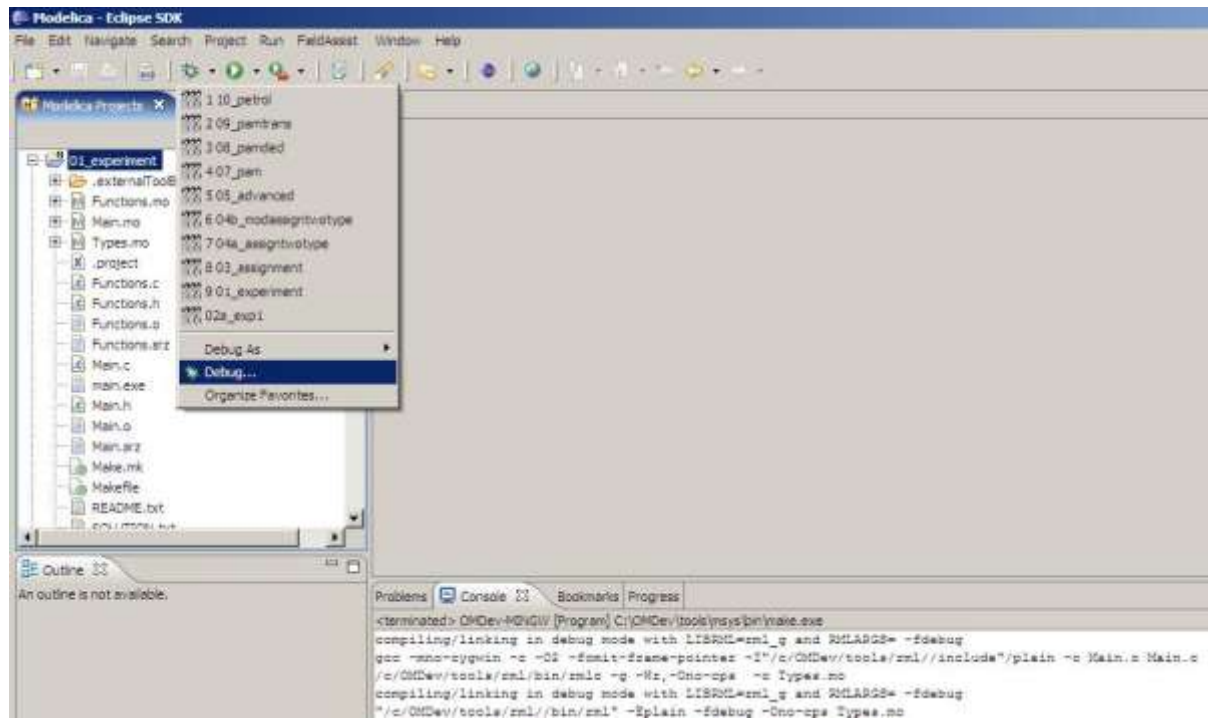 Modelica - Eclipse SDK
File Edit Navigate Search Project Run FieldAssist Window Help
Modelica Projects
1 10_petrol
2 09_pamtrans
3 08_pamdecl
4 07_pam
5 05_advanced
6 04b_modassigntwotype
7 04a_assigntwotype
8 03_assignment
9 01_experiment
02a_exp1
Debug As
Debug...
Organize Favorites...
01_experiment
.externalToolB
Functions.mo
Main.mo
Types.mo
.project
Functions.c
Functions.h
Functions.o
Functions.srz
Main.c
main.exe
Main.h
Main.o
Main.srz
Make.mk
Makefile
README.txt
SOLUTION.txt
Outline
An outline is not available.
Problems Console Bookmarks Progress
<terminated> OMDev-MINGW [Program] C:\OMDev\tools\msys\bin\make.exe
compiling/linking in debug mode with LIBRML=rml_g and RMLARGS= -fdebug
gcc -mno-cygwin -g -O2 -fomit-frame-pointer -I"/c/OMDev/tools/rml//include"/plain -c Main.c Main.o
/c/OMDev/tools/rml/bin/rmlc -g -Wr,-Ono-cps -c Types.mo
compiling/linking in debug mode with LIBRML=rml_g and RMLARGS= -fdebug
"/c/OMDev/tools/rml//bin/rml" -Eplain -fdebug -Ono-cps Types.mo